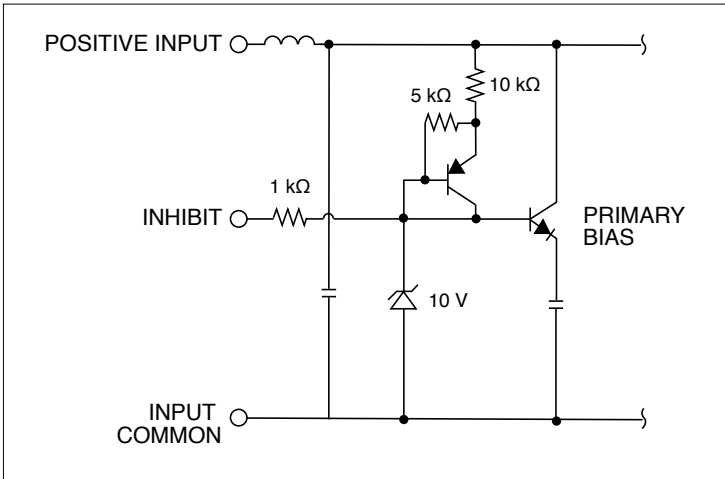 POSITIVE INPUT
10 kΩ
5 kΩ
1 kΩ
INHIBIT
PRIMARY
BIAS
10 V
INPUT
COMMON